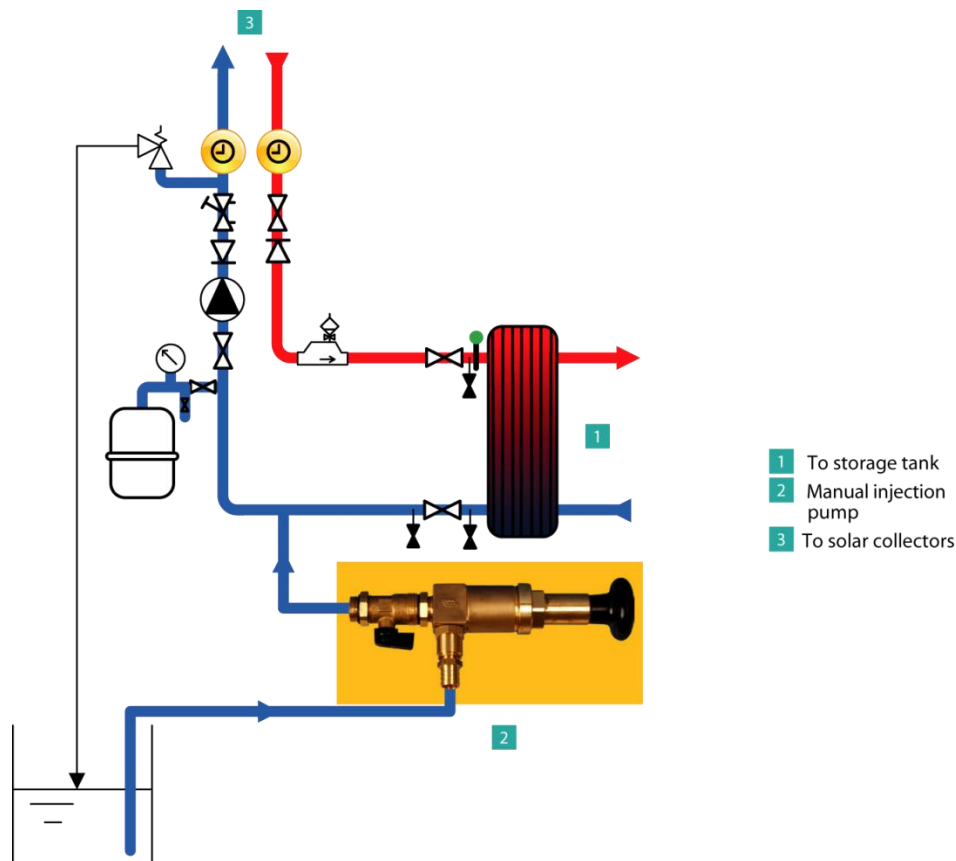 3
1
2
1 To storage tank
2 Manual injection
pump
3 To solar collectors